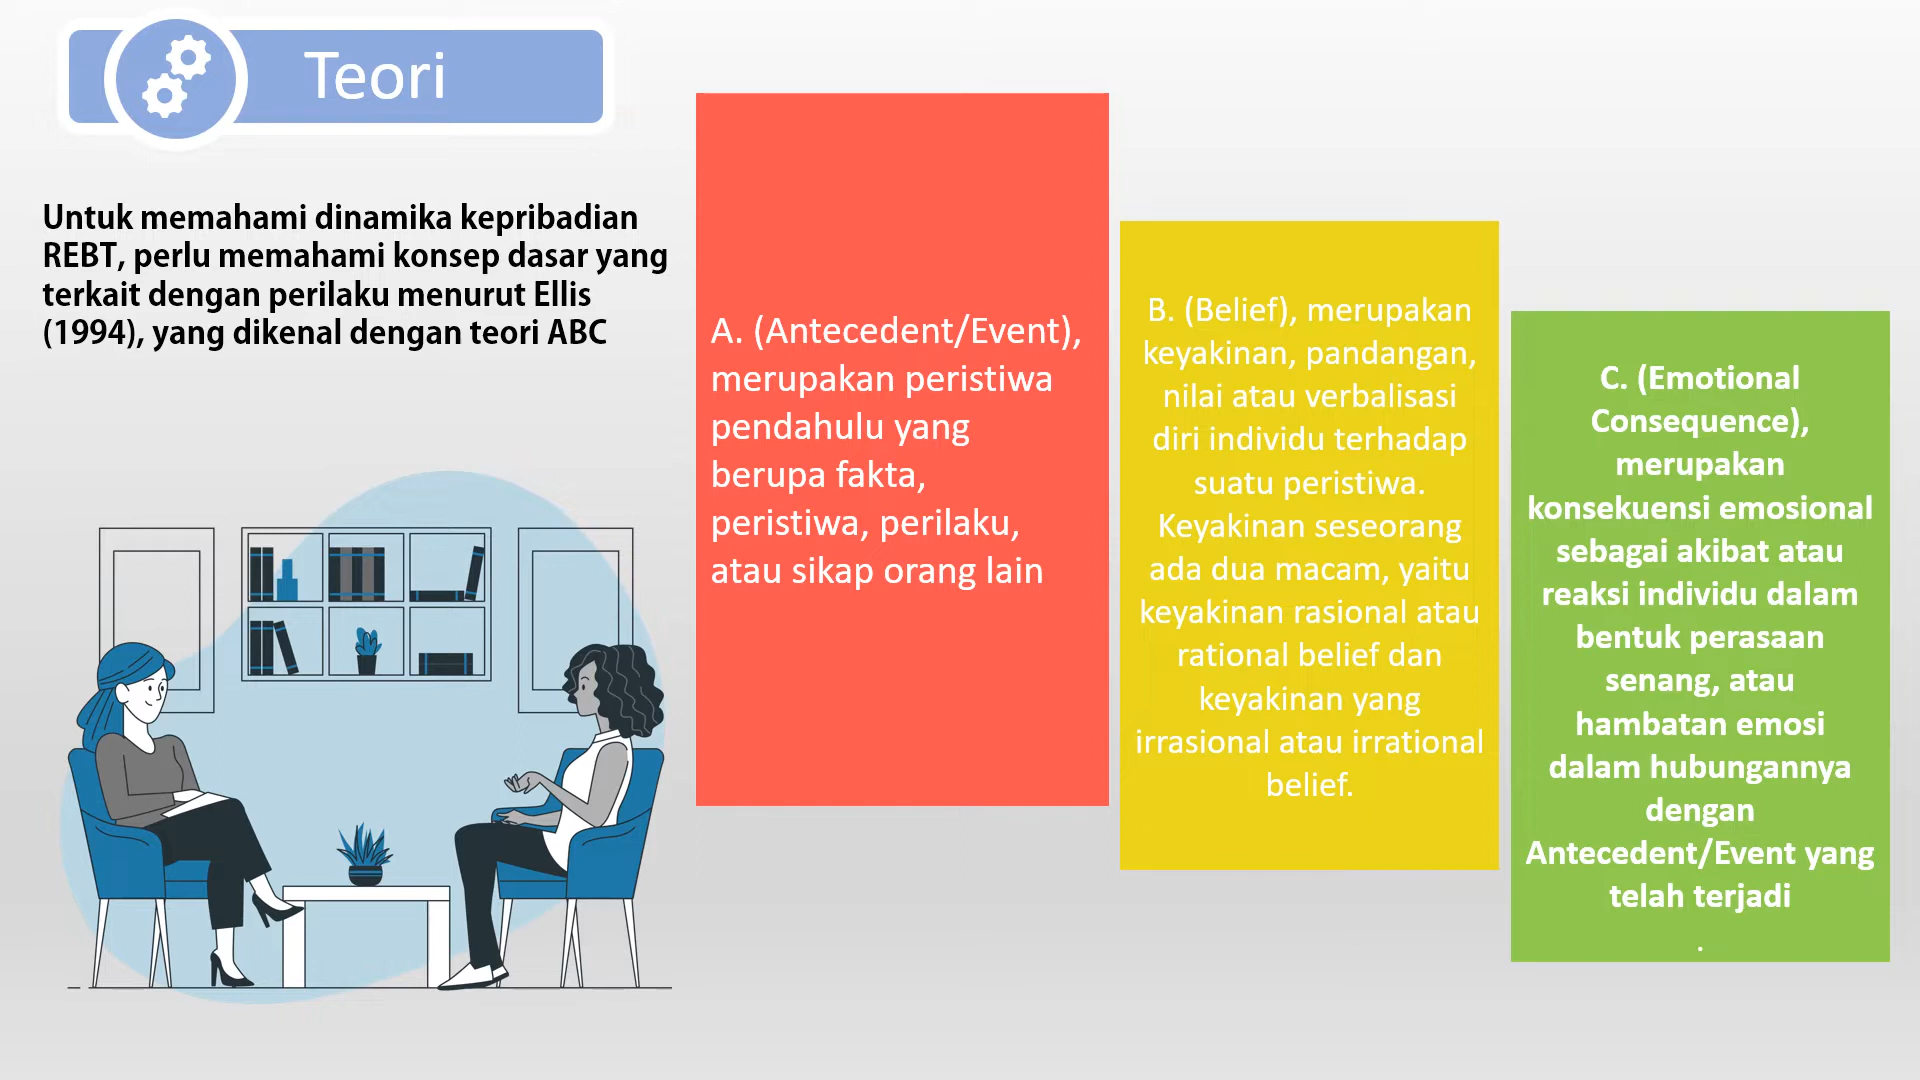 Teori
Untuk memahami dinamika kepribadian
REBT, perlu memahami konsep dasar yang
terkait dengan perilaku menurut Ellis
(1994), yang dikenal dengan teori ABC
A. (Antecedent/Event),
merupakan peristiwa
pendahulu yang
berupa fakta,
peristiwa, perilaku,
atau sikap orang lain
B. (Belief), merupakan
keyakinan, pandangan,
nilai atau verbalisasi
diri individu terhadap
suatu peristiwa.
Keyakinan seseorang
ada dua macam, yaitu
keyakinan rasional atau
rational belief dan
keyakinan yang
irrasional atau irrational
belief.
C. (Emotional
Consequence),
merupakan
konsekuensi emosional
sebagai akibat atau
reaksi individu dalam
bentuk perasaan
senang, atau
hambatan emosi
dalam hubungannya
dengan
Antecedent/Event yang
telah terjadi
.